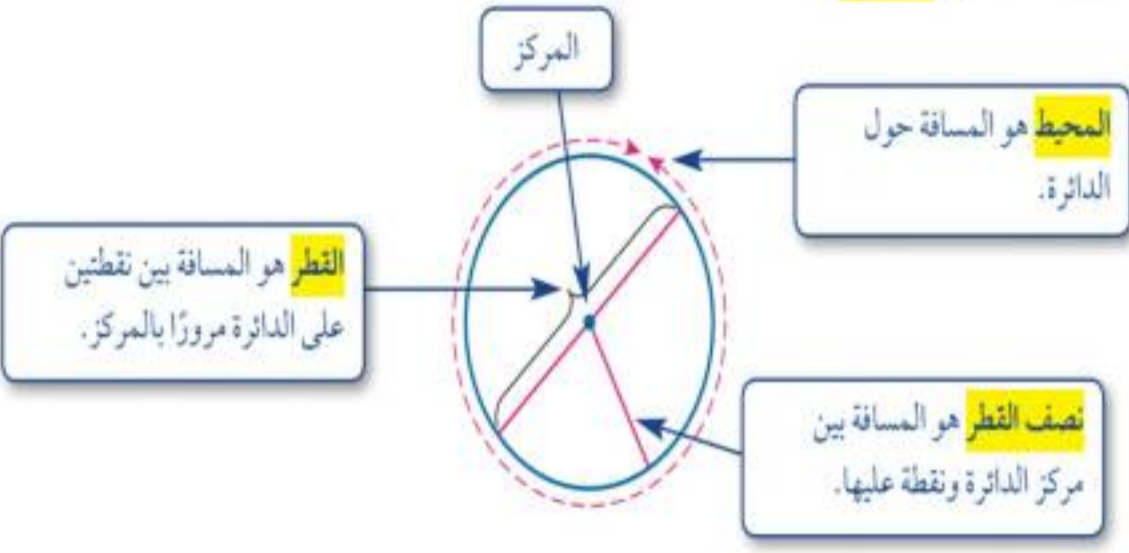 المركز
المحيط هو المسافة حول
الدائرة.
القطر هو المسافة بين نقطتين
على الدائرة مرورًا بالمركز.
نصف القطر هو المسافة بين
مركز الدائرة ونقطة عليها.